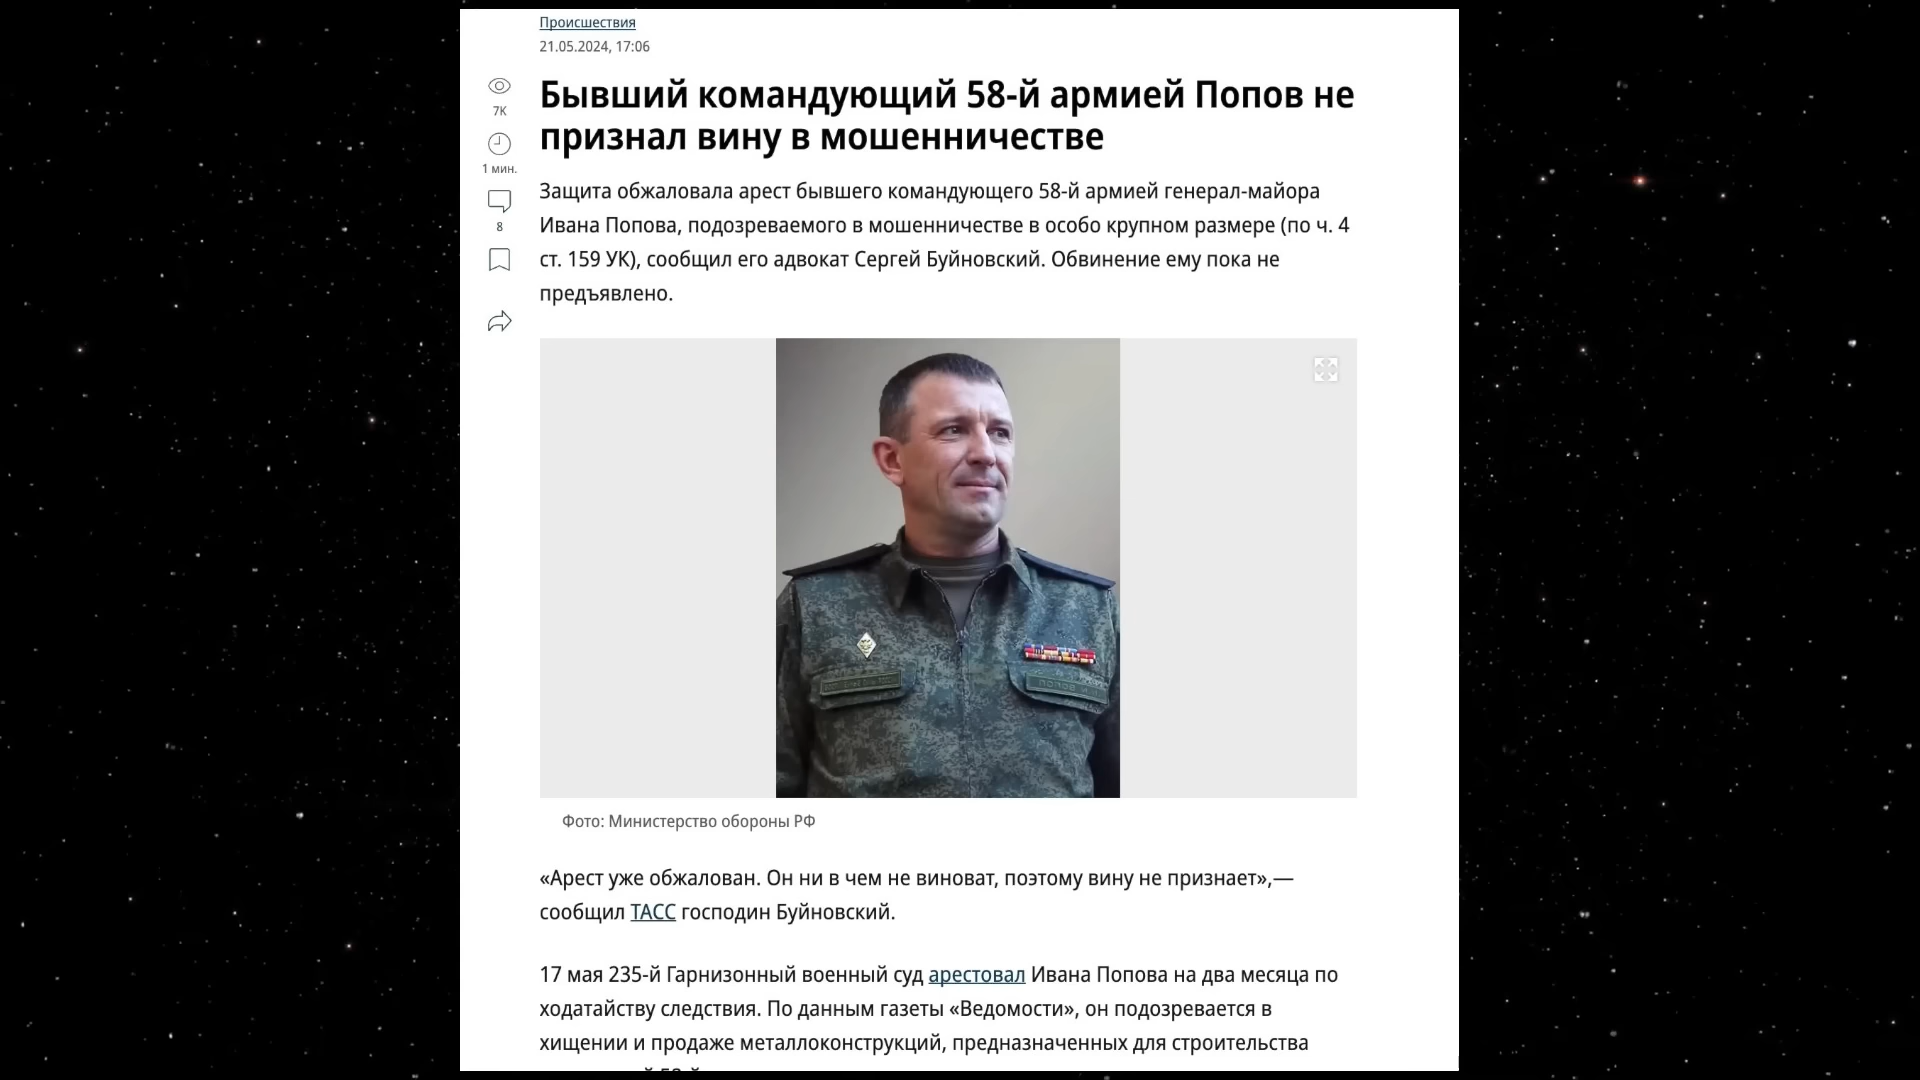 Происшествия
21.05.2024, 17:06
7K
1 мин.
8
Бывший командующий 58-й армией Попов не
признал вину в мошенничестве
Защита обжаловала арест бывшего командующего 58-й армией генерал-майора
Ивана Попова, подозреваемого в мошенничестве в особо крупном размере (по ч. 4
ст. 159 УК), сообщил его адвокат Сергей Буйновский. Обвинение ему пока не
предъявлено.
ПОПОВ И
Фото: Министерство обороны РФ
«Арест уже обжалован. Он ни в чем не виноват, поэтому вину не признает»,—
сообщил ТАСС господин Буйновский.
17 мая 235-й Гарнизонный военный суд арестовал Ивана Попова на два месяца по
ходатайству следствия. По данным газеты «Ведомости», он подозревается в
хищении и продаже металлоконструкций, предназначенных для строительства